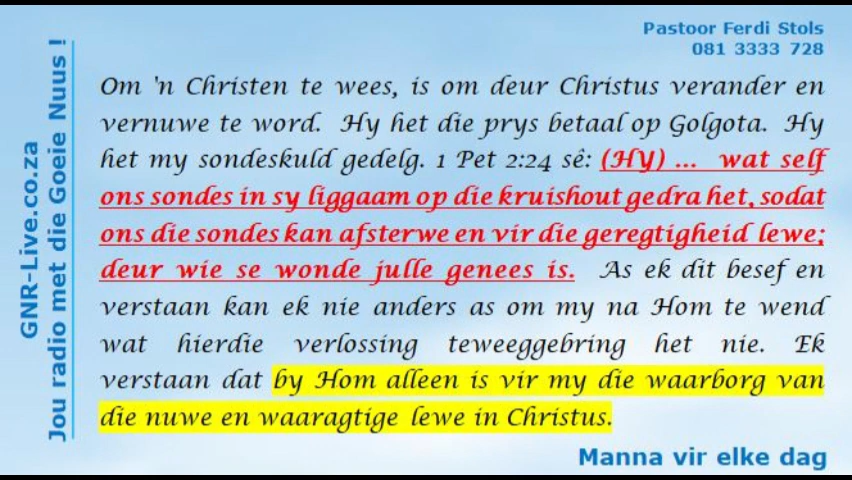 Pastoor Ferdi Stols
081 3333 728
GNR-Live.co.za
Jou radio met die Goeie Nuus !
Om 'n Christen te wees, is om deur Christus verander en
vernuwe te word. Hy het die prys betaal op Golgota. Hy
het my sondeskuld gedelg. 1 Pet 2:24 sê: (HY) ... wat self
ons sondes in sy liggaam op die kruishout gedra het, sodat
ons die sondes kan afsterwe en vir die geregtigheid lewe;
deur wie se wonde julle genees is. As ek dit besef en
verstaan kan ek nie anders as om my na Hom te wend
wat hierdie verlossing teweeggebring het nie. Ek
verstaan dat by Hom alleen is vir my die waarborg van
die nuwe en waaragtige lewe in Christus.
Manna vir elke dag